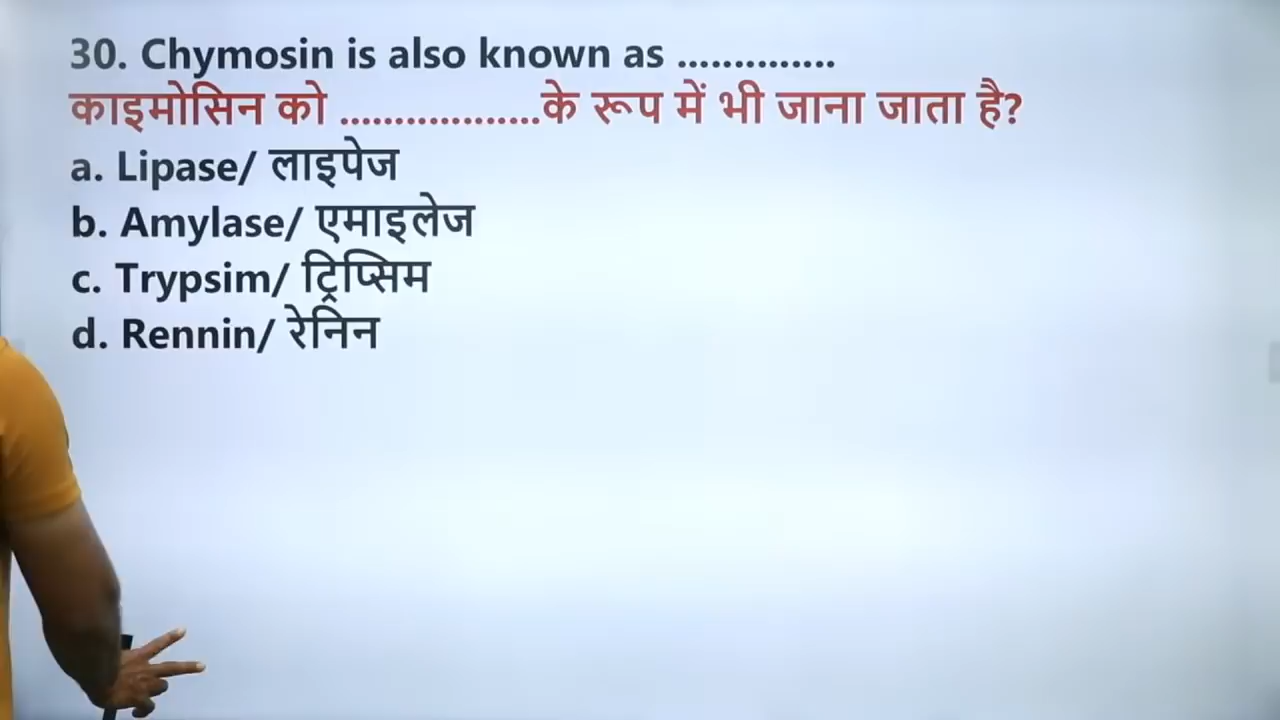 30. Chymosin is also known as ..............
काइमोसिन को ..................के रूप में भी जाना जाता है?
a. Lipase/ लाइपेज
b. Amylase/ एमाइलेज
c. Trypsim/ ट्रिप्सिम
d. Rennin/ रेनिन